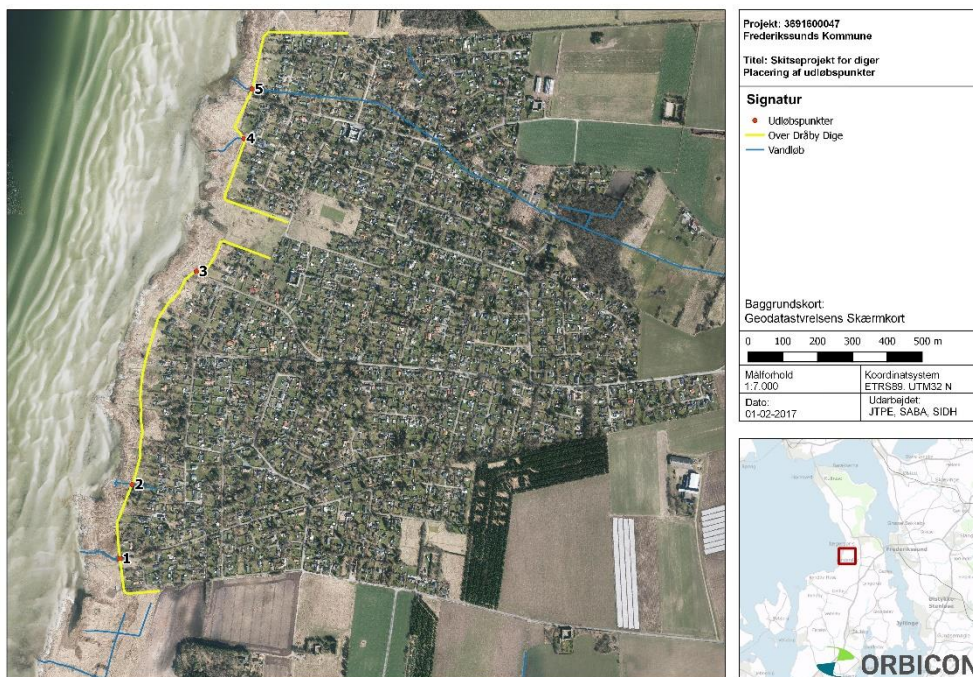 Projekt: 3691600047
Frederikssunds Kommune
Titel: Skitseprojekt for diger
Placering af udløbspunkter
Signatur
Udløbspunkter
Over Dråby Dige
Vandløb
Baggrundskort:
Geodatastyrelsens Skærmkort
0 100 200 300 400 500 m
Målforhold
1:7.000
Koordinatsystem
ETRS89. UTM32 N
Dato:
01-02-2017
Udarbejdet:
JTPE, SABA, SIDH
5
4
3
2
1
Frederikssund
ORBICON